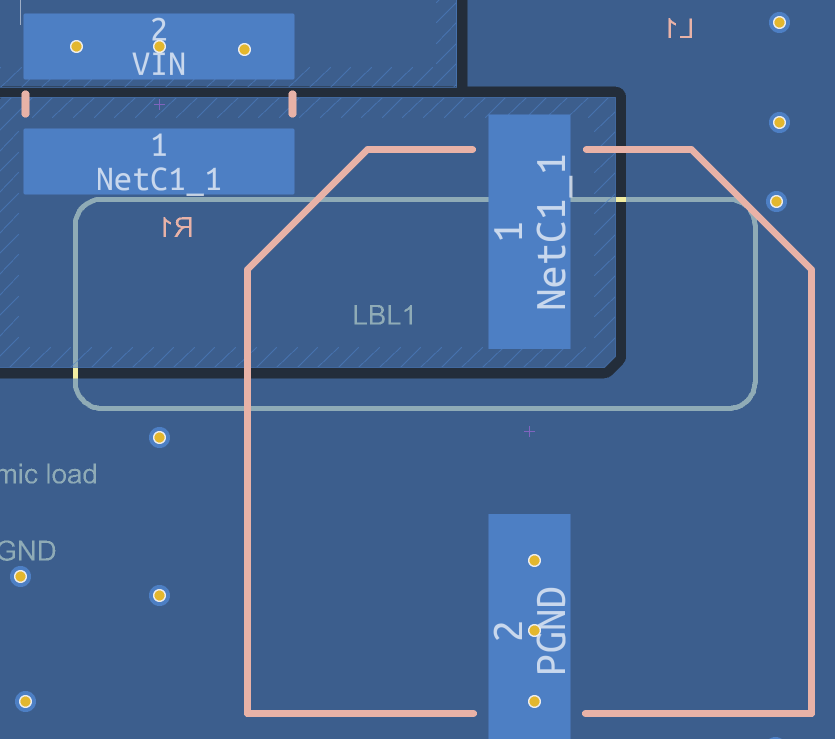 2
VIN
L1
1
NetC1_1
R1
1
NetC1_1
LBL1
mic load
GND
2
PGND